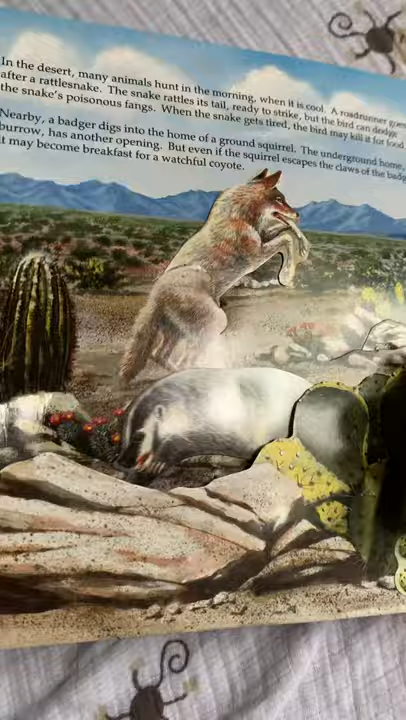 In the desert, many animals hunt in the morning, when it is cool. A roadrunner goes
after a rattlesnake. The snake rattles its tail, ready to strike, but the bird can dodge
the snake's poisonous fangs. When the snake gets tired, the bird may kill it for food
Nearby, a badger digs into the home of a ground squirrel. The underground home,
burrow, has another opening. But even if the squirrel escapes the claws of the
it may become breakfast for a watchful coyote.